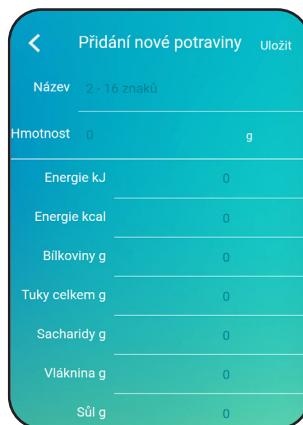 Přidání nové potraviny Uložit
Název 2 - 16 znaků
Hmotnost 0 g
Energie kJ 0
Energie kcal 0
Bílkoviny g 0
Tuky celkem g 0
Sacharidy g 0
Vláknina g 0
Sůl g 0